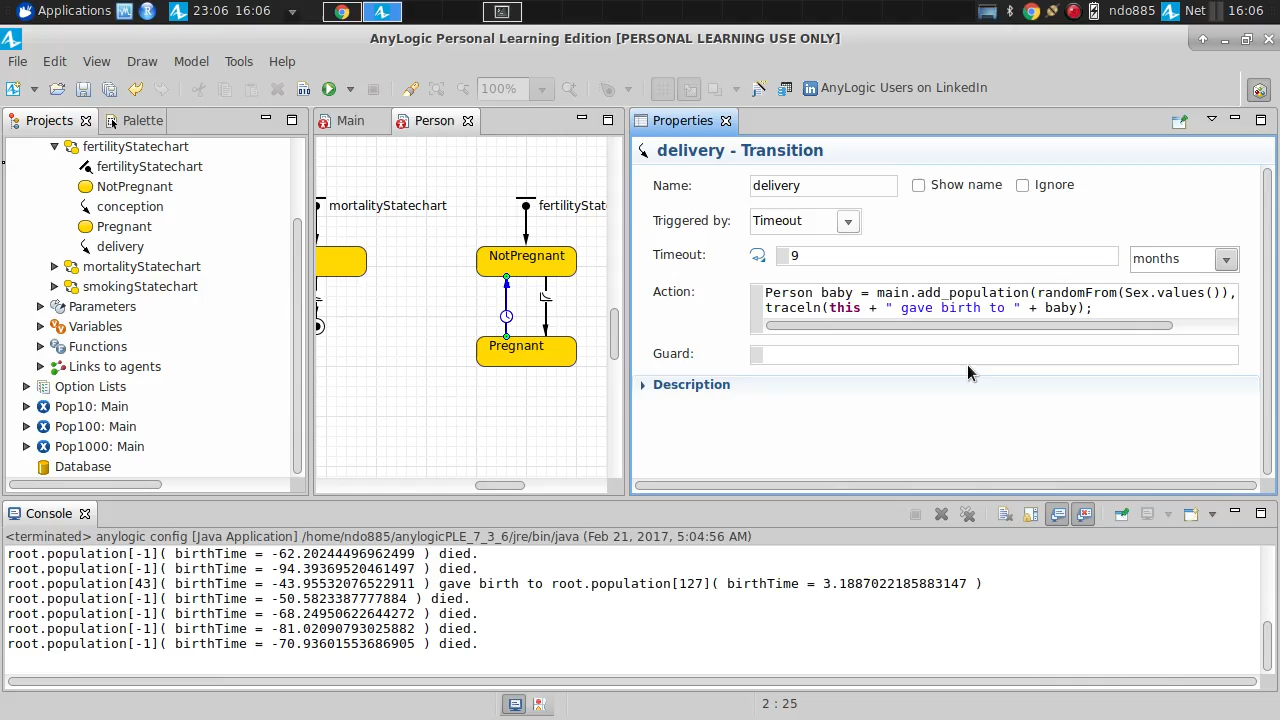 Applications 23:06 16:06 ndo885 Net 16:06
AnyLogic Personal Learning Edition [PERSONAL LEARNING USE ONLY]
File Edit View Draw Model Tools Help
100% AnyLogic Users on LinkedIn
Projects Palette
fertilityStatechart
fertilityStatechart
NotPregnant
conception
Pregnant
delivery
mortalityStatechart
smokingStatechart
Parameters
Variables
Functions
Links to agents
Option Lists
Pop10: Main
Pop100: Main
Pop1000: Main
Database
Main Person
mortalityStatechart fertilityStat
NotPregnant
Pregnant
Properties
delivery - Transition
Name: delivery Show name Ignore
Triggered by: Timeout
Timeout: 9 months
Action: Person baby = main.add_population(randomFrom(Sex.values()),
traceln(this + " gave birth to " + baby);
Guard:
Description
Console
<terminated> anylogic config [Java Application] /home/ndo885/anylogicPLE_7_3_6/jre/bin/java (Feb 21, 2017, 5:04:56 AM)
root.population[-1]( birthTime = -62.20244496962499 ) died.
root.population[-1]( birthTime = -94.39369520461497 ) died.
root.population[43]( birthTime = -43.95532076522911 ) gave birth to root.population[127]( birthTime = 3.1887022185883147 )
root.population[-1]( birthTime = -50.5823387777884 ) died.
root.population[-1]( birthTime = -68.24950622644272 ) died.
root.population[-1]( birthTime = -81.02090793025882 ) died.
root.population[-1]( birthTime = -70.93601553686905 ) died.
2 : 25